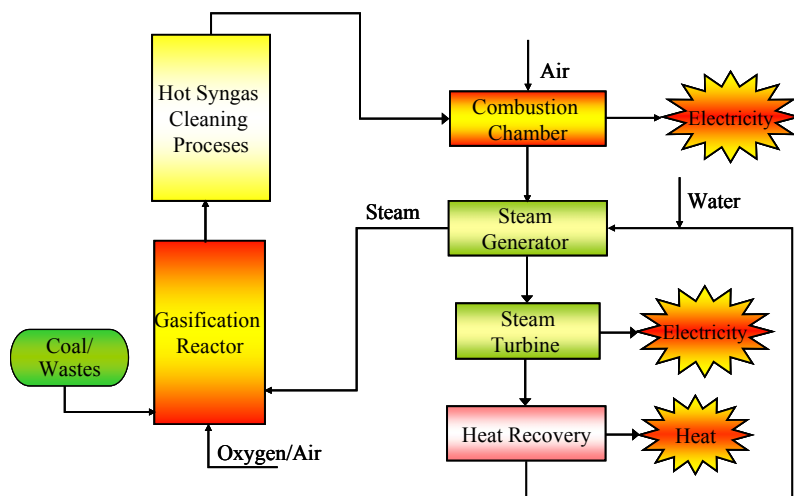 Hot Syngas
Cleaning
Proceses
Air
Combustion
Chamber
Electricity
Steam
Steam
Generator
Water
Gasification
Reactor
Coal/
Wastes
Steam
Turbine
Electricity
Heat Recovery
Heat
Oxygen/Air